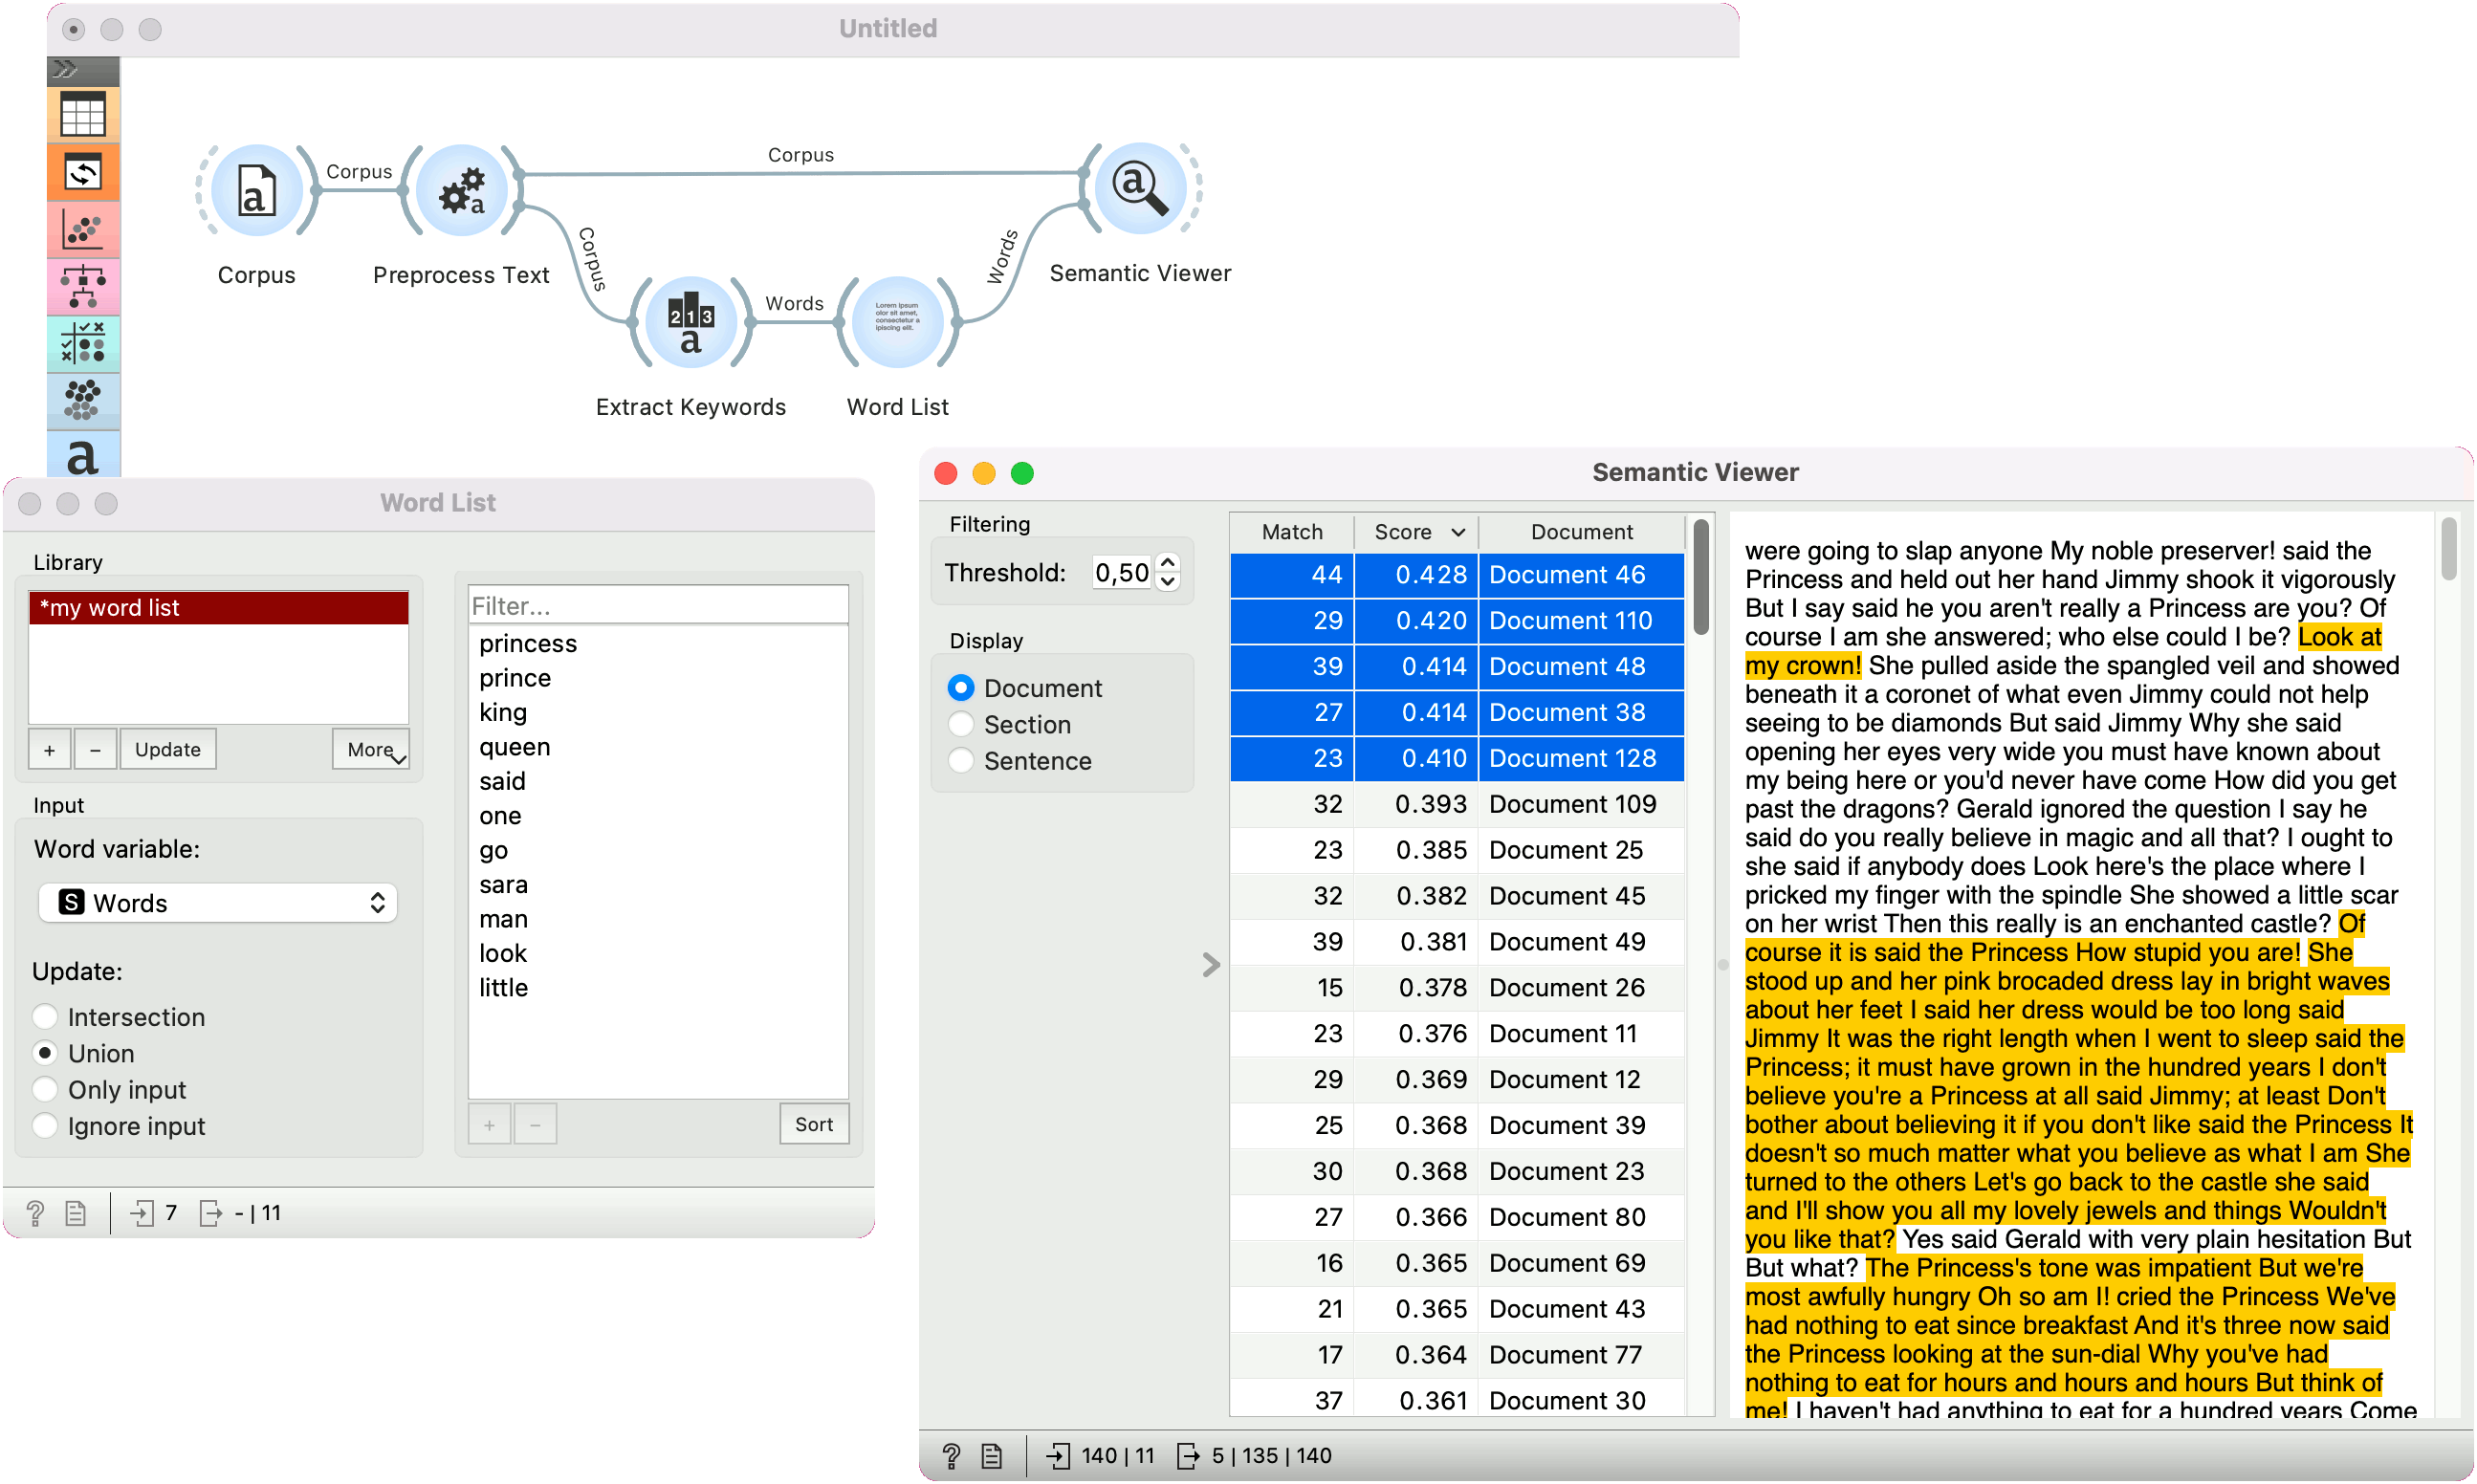 Untitled
Corpus
Corpus
Corpus
Words
Words
Corpus
Preprocess Text
Semantic Viewer
Extract Keywords
Word List
a
a
a
2 1 3
a
Lorem ipsum
olor sit amet,
consectetur a
ipiscing elit.
a
Word List
Library
*my word list
+
−
Update
More
Input
Word variable:
S Words
Update:
Intersection
Union
Only input
Ignore input
Filter...
princess
prince
king
queen
said
one
go
sara
man
look
little
+
−
Sort
? 7 - | 11
Semantic Viewer
Filtering
Threshold: 0,50
Display
Document
Section
Sentence
Match Score Document
44 0.428 Document 46
29 0.420 Document 110
39 0.414 Document 48
27 0.414 Document 38
23 0.410 Document 128
32 0.393 Document 109
23 0.385 Document 25
32 0.382 Document 45
39 0.381 Document 49
15 0.378 Document 26
23 0.376 Document 11
29 0.369 Document 12
25 0.368 Document 39
30 0.368 Document 23
27 0.366 Document 80
16 0.365 Document 69
21 0.365 Document 43
17 0.364 Document 77
37 0.361 Document 30
were going to slap anyone My noble preserver! said the
Princess and held out her hand Jimmy shook it vigorously
But I say said he you aren't really a Princess are you? Of
course I am she answered; who else could I be? Look at
my crown! She pulled aside the spangled veil and showed
beneath it a coronet of what even Jimmy could not help
seeing to be diamonds But said Jimmy Why she said
opening her eyes very wide you must have known about
my being here or you'd never have come How did you get
past the dragons? Gerald ignored the question I say he
said do you really believe in magic and all that? I ought to
she said if anybody does Look here's the place where I
pricked my finger with the spindle She showed a little scar
on her wrist Then this really is an enchanted castle? Of
course it is said the Princess How stupid you are! She
stood up and her pink brocaded dress lay in bright waves
about her feet I said her dress would be too long said
Jimmy It was the right length when I went to sleep said the
Princess; it must have grown in the hundred years I don't
believe you're a Princess at all said Jimmy; at least Don't
bother about believing it if you don't like said the Princess It
doesn't so much matter what you believe as what I am She
turned to the others Let's go back to the castle she said
and I'll show you all my lovely jewels and things Wouldn't
you like that? Yes said Gerald with very plain hesitation But
But what? The Princess's tone was impatient But we're
most awfully hungry Oh so am I! cried the Princess We've
had nothing to eat since breakfast And it's three now said
the Princess looking at the sun-dial Why you've had
nothing to eat for hours and hours and hours But think of
me! I haven't had anything to eat for a hundred years Come
? 140 | 11 5 | 135 | 140